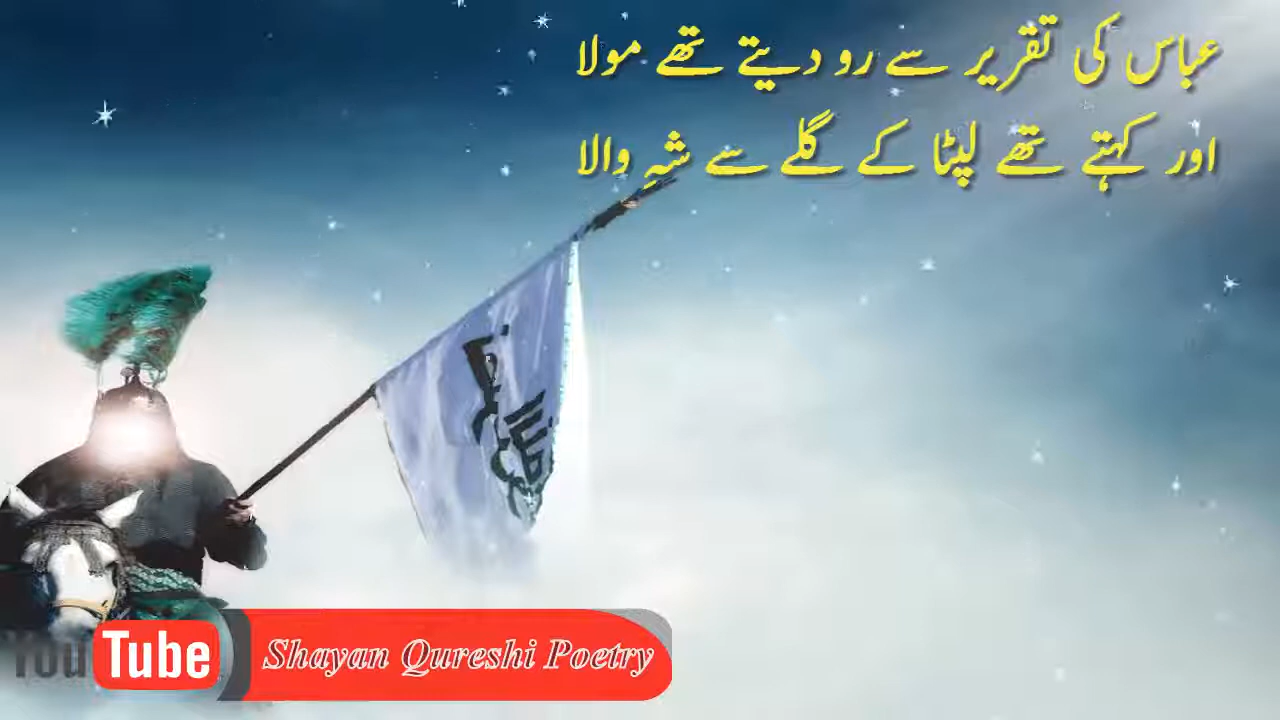 عباس کی تقریر سے رو دیتے تھے مولا
اور کہتے تھے لپٹا کے گلے سے شہِ والا
YouTube
Shayan Qureshi Poetry